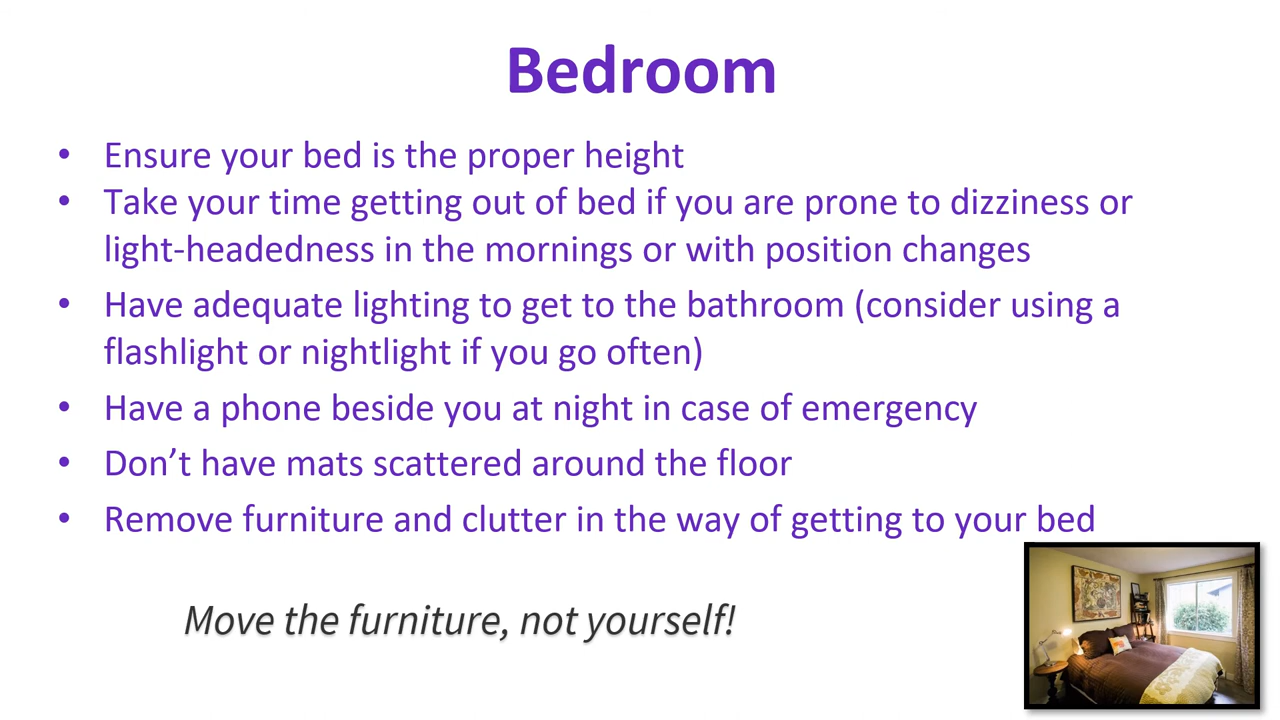 Bedroom
• Ensure your bed is the proper height
• Take your time getting out of bed if you are prone to dizziness or
light-headedness in the mornings or with position changes
• Have adequate lighting to get to the bathroom (consider using a
flashlight or nightlight if you go often)
• Have a phone beside you at night in case of emergency
• Don’t have mats scattered around the floor
• Remove furniture and clutter in the way of getting to your bed
Move the furniture, not yourself!